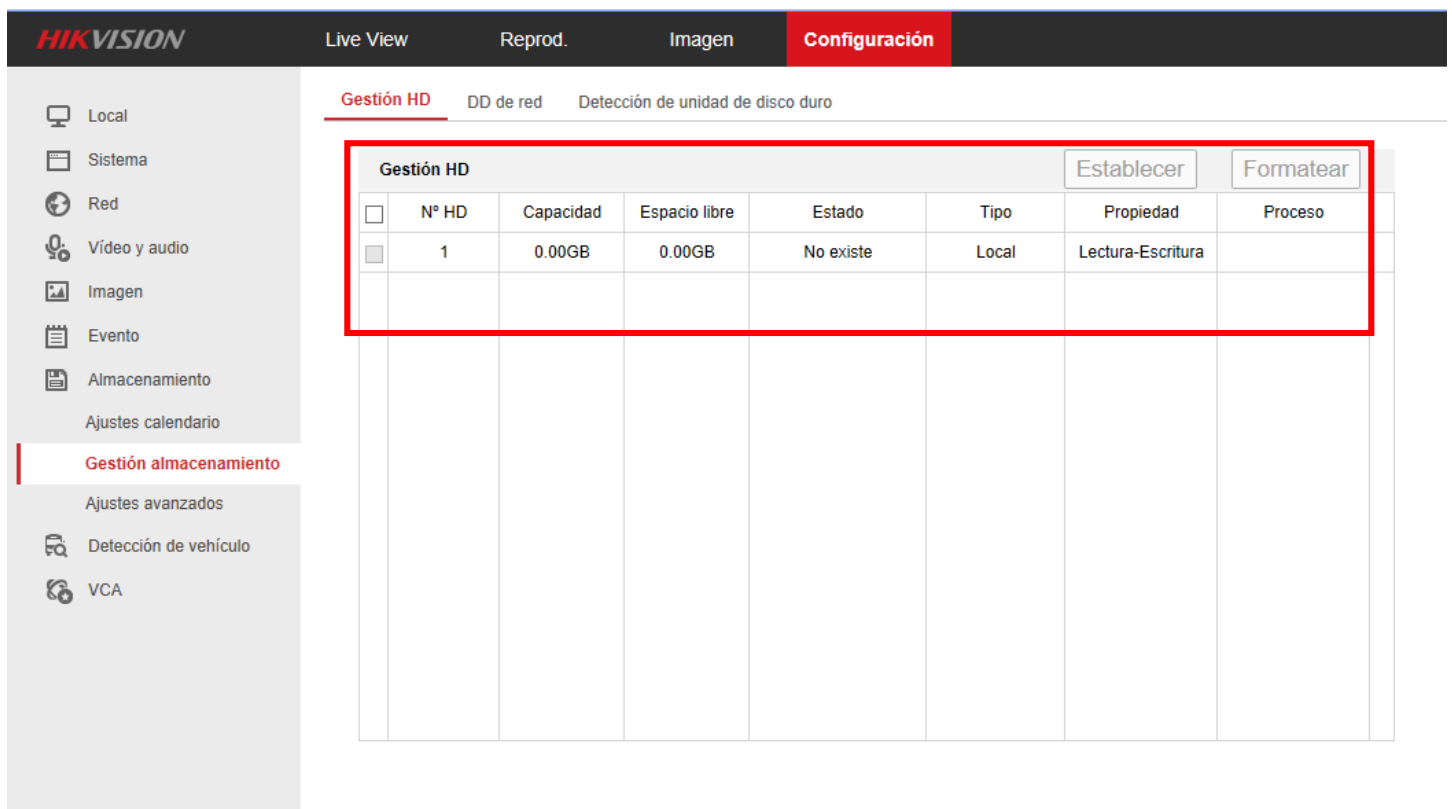 HIKVISION Live View Reprod. Imagen Configuración
Gestión HD DD de red Detección de unidad de disco duro
Local
Sistema
Red
Vídeo y audio
Imagen
Evento
Almacenamiento
Ajustes calendario
Gestión almacenamiento
Ajustes avanzados
Detección de vehículo
VCA
Gestión HD Establecer Formatear
Nº HD Capacidad Espacio libre Estado Tipo Propiedad Proceso
1 0.00GB 0.00GB No existe Local Lectura-Escritura